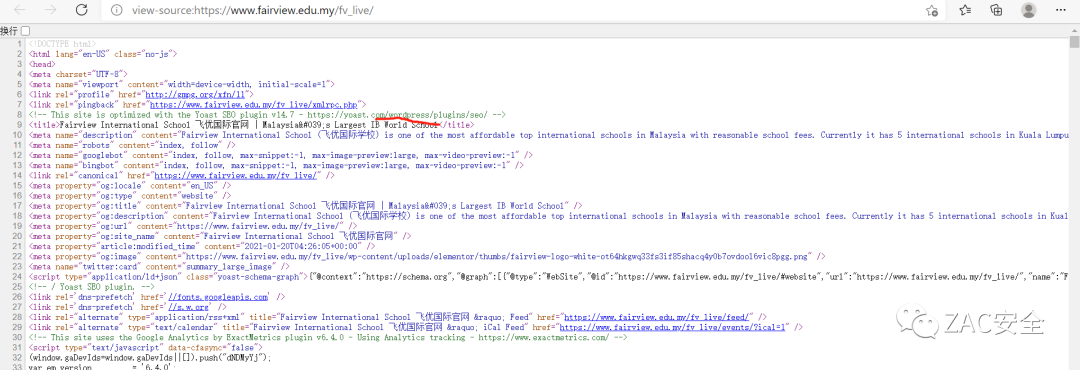 view-source:https://www.fairview.edu.my/fv_live/
换行
1 <!DOCTYPE html>
2 <html lang="en-US" class="no-js">
3 <head>
4 <meta charset="UTF-8">
5 <meta name="viewport" content="width=device-width, initial-scale=1">
6 <link rel="profile" href="http://gmpg.org/xfn/11">
7 <link rel="pingback" href="https://www.fairview.edu.my/fv_live/xmlrpc.php">
8 <!-- This site is optimized with the Yoast SEO plugin v14.7 - https://yoast.com/wordpress/plugins/seo/ -->
9 <title>Fairview International School 飞优国际官网 | Malaysia&#039;s Largest IB World School</title>
10 <meta name="description" content="Fairview International School (飞优国际学校) is one of the most affordable top international schools in Malaysia with reasonable school fees. Currently it has 5 international schools in Kuala Lumpu
11 <meta name="robots" content="index, follow" />
12 <meta name="googlebot" content="index, follow, max-snippet:-1, max-image-preview:large, max-video-preview:-1" />
13 <meta name="bingbot" content="index, follow, max-snippet:-1, max-image-preview:large, max-video-preview:-1" />
14 <link rel="canonical" href="https://www.fairview.edu.my/fv_live/" />
15 <meta property="og:locale" content="en_US" />
16 <meta property="og:type" content="website" />
17 <meta property="og:title" content="Fairview International School 飞优国际官网 | Malaysia&#039;s Largest IB World School" />
18 <meta property="og:description" content="Fairview International School (飞优国际学校) is one of the most affordable top international schools in Malaysia with reasonable school fees. Currently it has 5 international schools in Kual
19 <meta property="og:url" content="https://www.fairview.edu.my/fv_live/" />
20 <meta property="og:site_name" content="Fairview International School 飞优国际官网" />
21 <meta property="article:modified_time" content="2021-01-20T04:26:05+00:00" />
22 <meta property="og:image" content="https://www.fairview.edu.my/fv_live/wp-content/uploads/elementor/thumbs/fairview-logo-white-ot64hkgwq33fs3lf85shacq4y0b7ovdool6vlc8pgg.png" />
23 <meta name="twitter:card" content="summary_large_image" />
24 <script type="application/ld+json" class="yoast-schema-graph">{"@context":"https://schema.org","@graph":[{"@type":"WebSite","@id":"https://www.fairview.edu.my/fv_live/#website","url":"https://www.fairview.edu.my/fv_live/","name":"F
25 <!-- / Yoast SEO plugin. -->
26 <link rel='dns-prefetch' href='//fonts.googleapis.com' />
27 <link rel='dns-prefetch' href='//s.w.org' />
28 <link rel="alternate" type="application/rss+xml" title="Fairview International School 飞优国际官网 &raquo; Feed" href="https://www.fairview.edu.my/fv_live/feed/" />
29 <link rel="alternate" type="text/calendar" title="Fairview International School 飞优国际官网 &raquo; iCal Feed" href="https://www.fairview.edu.my/fv_live/events/?ical=1" />
30 <!-- This site uses the Google Analytics by ExactMetrics plugin v6.4.0 - Using Analytics tracking - https://www.exactmetrics.com/ -->
31 <script type="text/javascript" data-cfasync="false">
32 (window.gaDevIds=window.gaDevIds||[]).push("dNDMyYj");
33 var em_version = '6.4.0';
ZAC安全